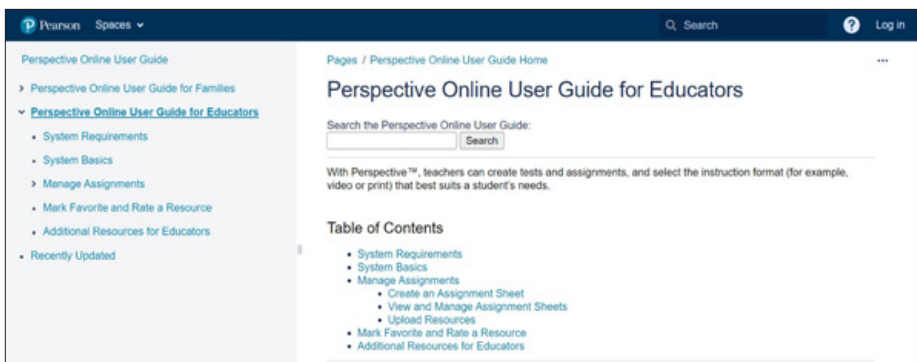 Pearson Spaces Search ? Log in
Perspective Online User Guide
Perspective Online User Guide for Families
Perspective Online User Guide for Educators
System Requirements
System Basics
Manage Assignments
Mark Favorite and Rate a Resource
Additional Resources for Educators
Recently Updated
Pages / Perspective Online User Guide Home
Perspective Online User Guide for Educators
Search the Perspective Online User Guide:
Search
With Perspective™, teachers can create tests and assignments, and select the instruction format (for example,
video or print) that best suits a student's needs.
Table of Contents
System Requirements
System Basics
Manage Assignments
Create an Assignment Sheet
View and Manage Assignment Sheets
Upload Resources
Mark Favorite and Rate a Resource
Additional Resources for Educators